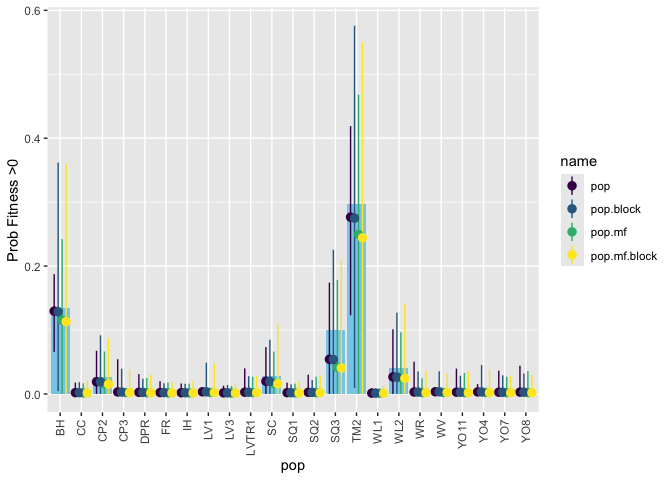 0.6
0.4
0.2
0.0
Prob Fitness >0
BH
CC
CP2
CP3
DPR
FR
IH
LV1
LV3
LVTR1
SC
SQ1
SQ2
SQ3
TM2
WL1
WL2
WR
WV
YO11
YO4
YO7
YO8
pop
name
pop
pop.block
pop.mf
pop.mf.block